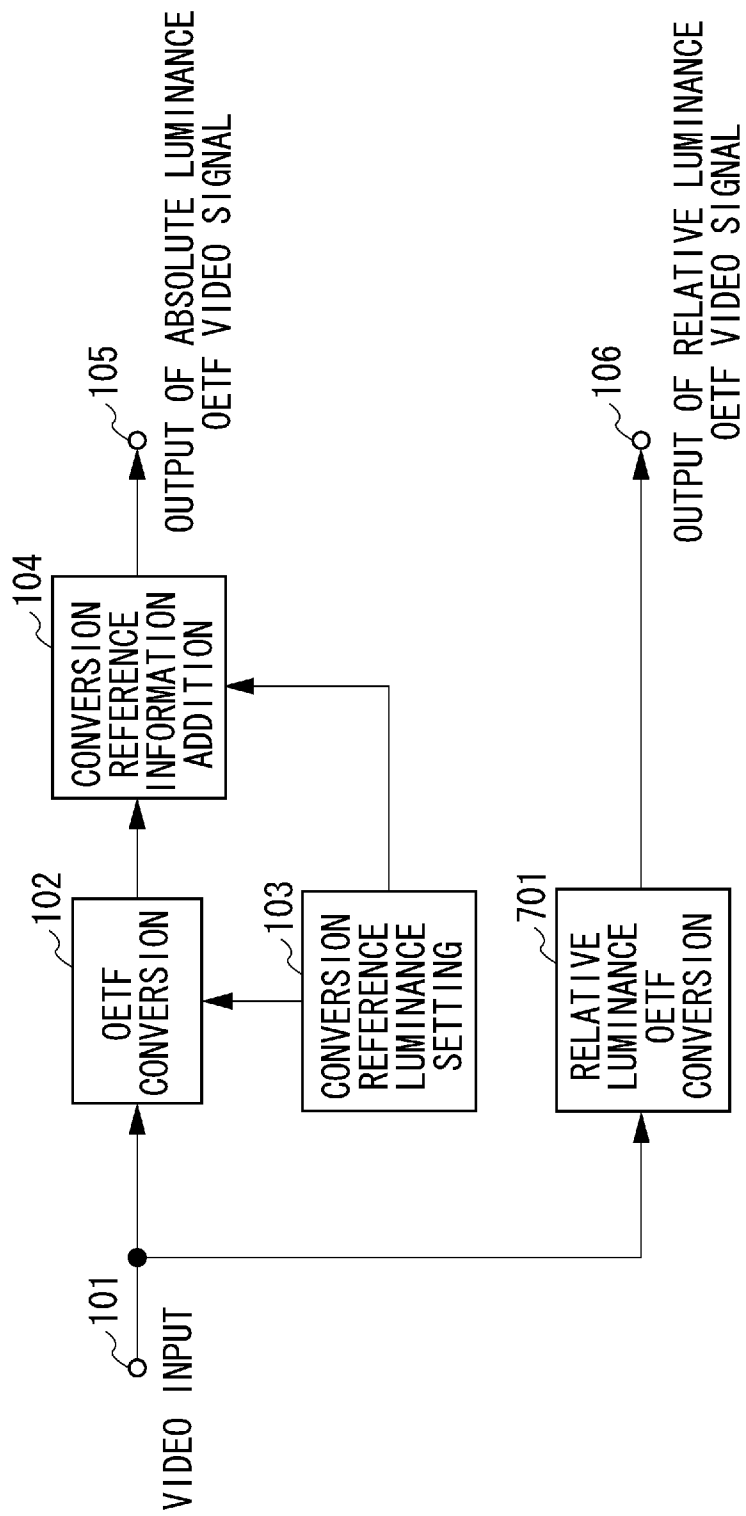 101
VIDEO INPUT
102
OETF
CONVERSION
103
CONVERSION
REFERENCE
LUMINANCE
SETTING
104
CONVERSION
REFERENCE
INFORMATION
ADDITION
105
OUTPUT OF ABSOLUTE LUMINANCE
OETF VIDEO SIGNAL
701
RELATIVE
LUMINANCE
OETF
CONVERSION
106
OUTPUT OF RELATIVE LUMINANCE
OETF VIDEO SIGNAL